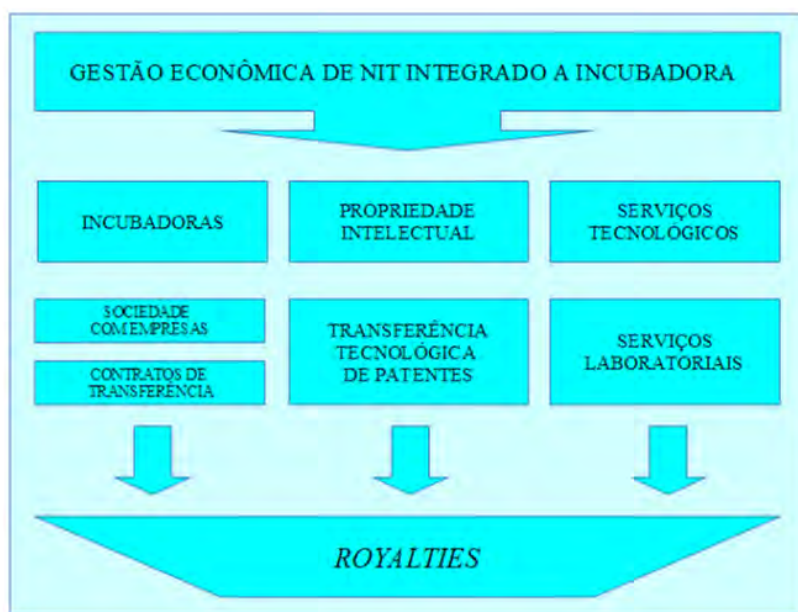 GESTÃO ECONÔMICA DE NIT INTEGRADO A INCUBADORA
INCUBADORAS
PROPRIEDADE
INTELECTUAL
SERVIÇOS
TECNOLÓGICOS
SOCIEDADE
COM EMPRESAS
CONTRATOS DE
TRANSFERÊNCIA
TRANSFERÊNCIA
TECNOLÓGICA
DE PATENTES
SERVIÇOS
LABORATORIAIS
ROYALTIES